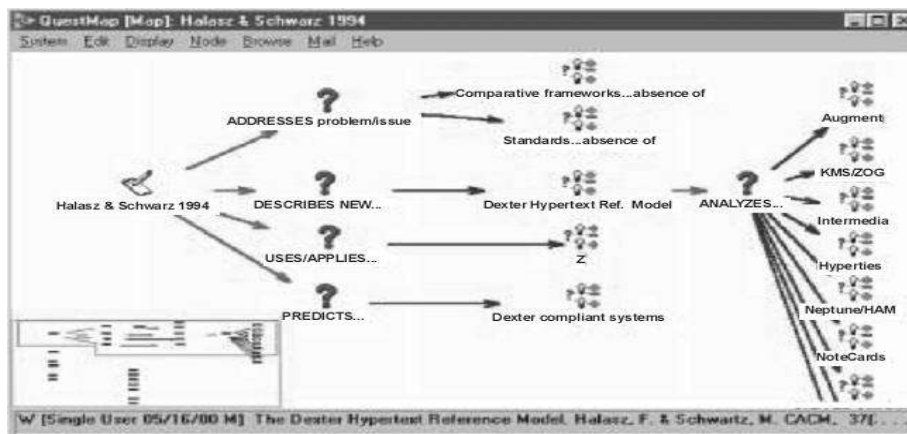 QuestMap [Map]: Halasz & Schwarz 1994
System Edit Display Node Browse Mail Help
Comparative frameworks...absence of
ADDRESSES problem/issue
Augment
Standards...absence of
KMS/ZOG
Halasz & Schwarz 1994
DESCRIBES NEW...
Dexter Hypertext Ref. Model
ANALYZES...
Intermedia
USES/APPLIES...
Z
Hyperties
PREDICTS...
Dexter compliant systems
Neptune/HAM
NoteCards
W [Single User 05/16/00 M] The Dexter Hypertext Reference Model, Halasz, F. & Schwartz, M. CACM, 37[. . .